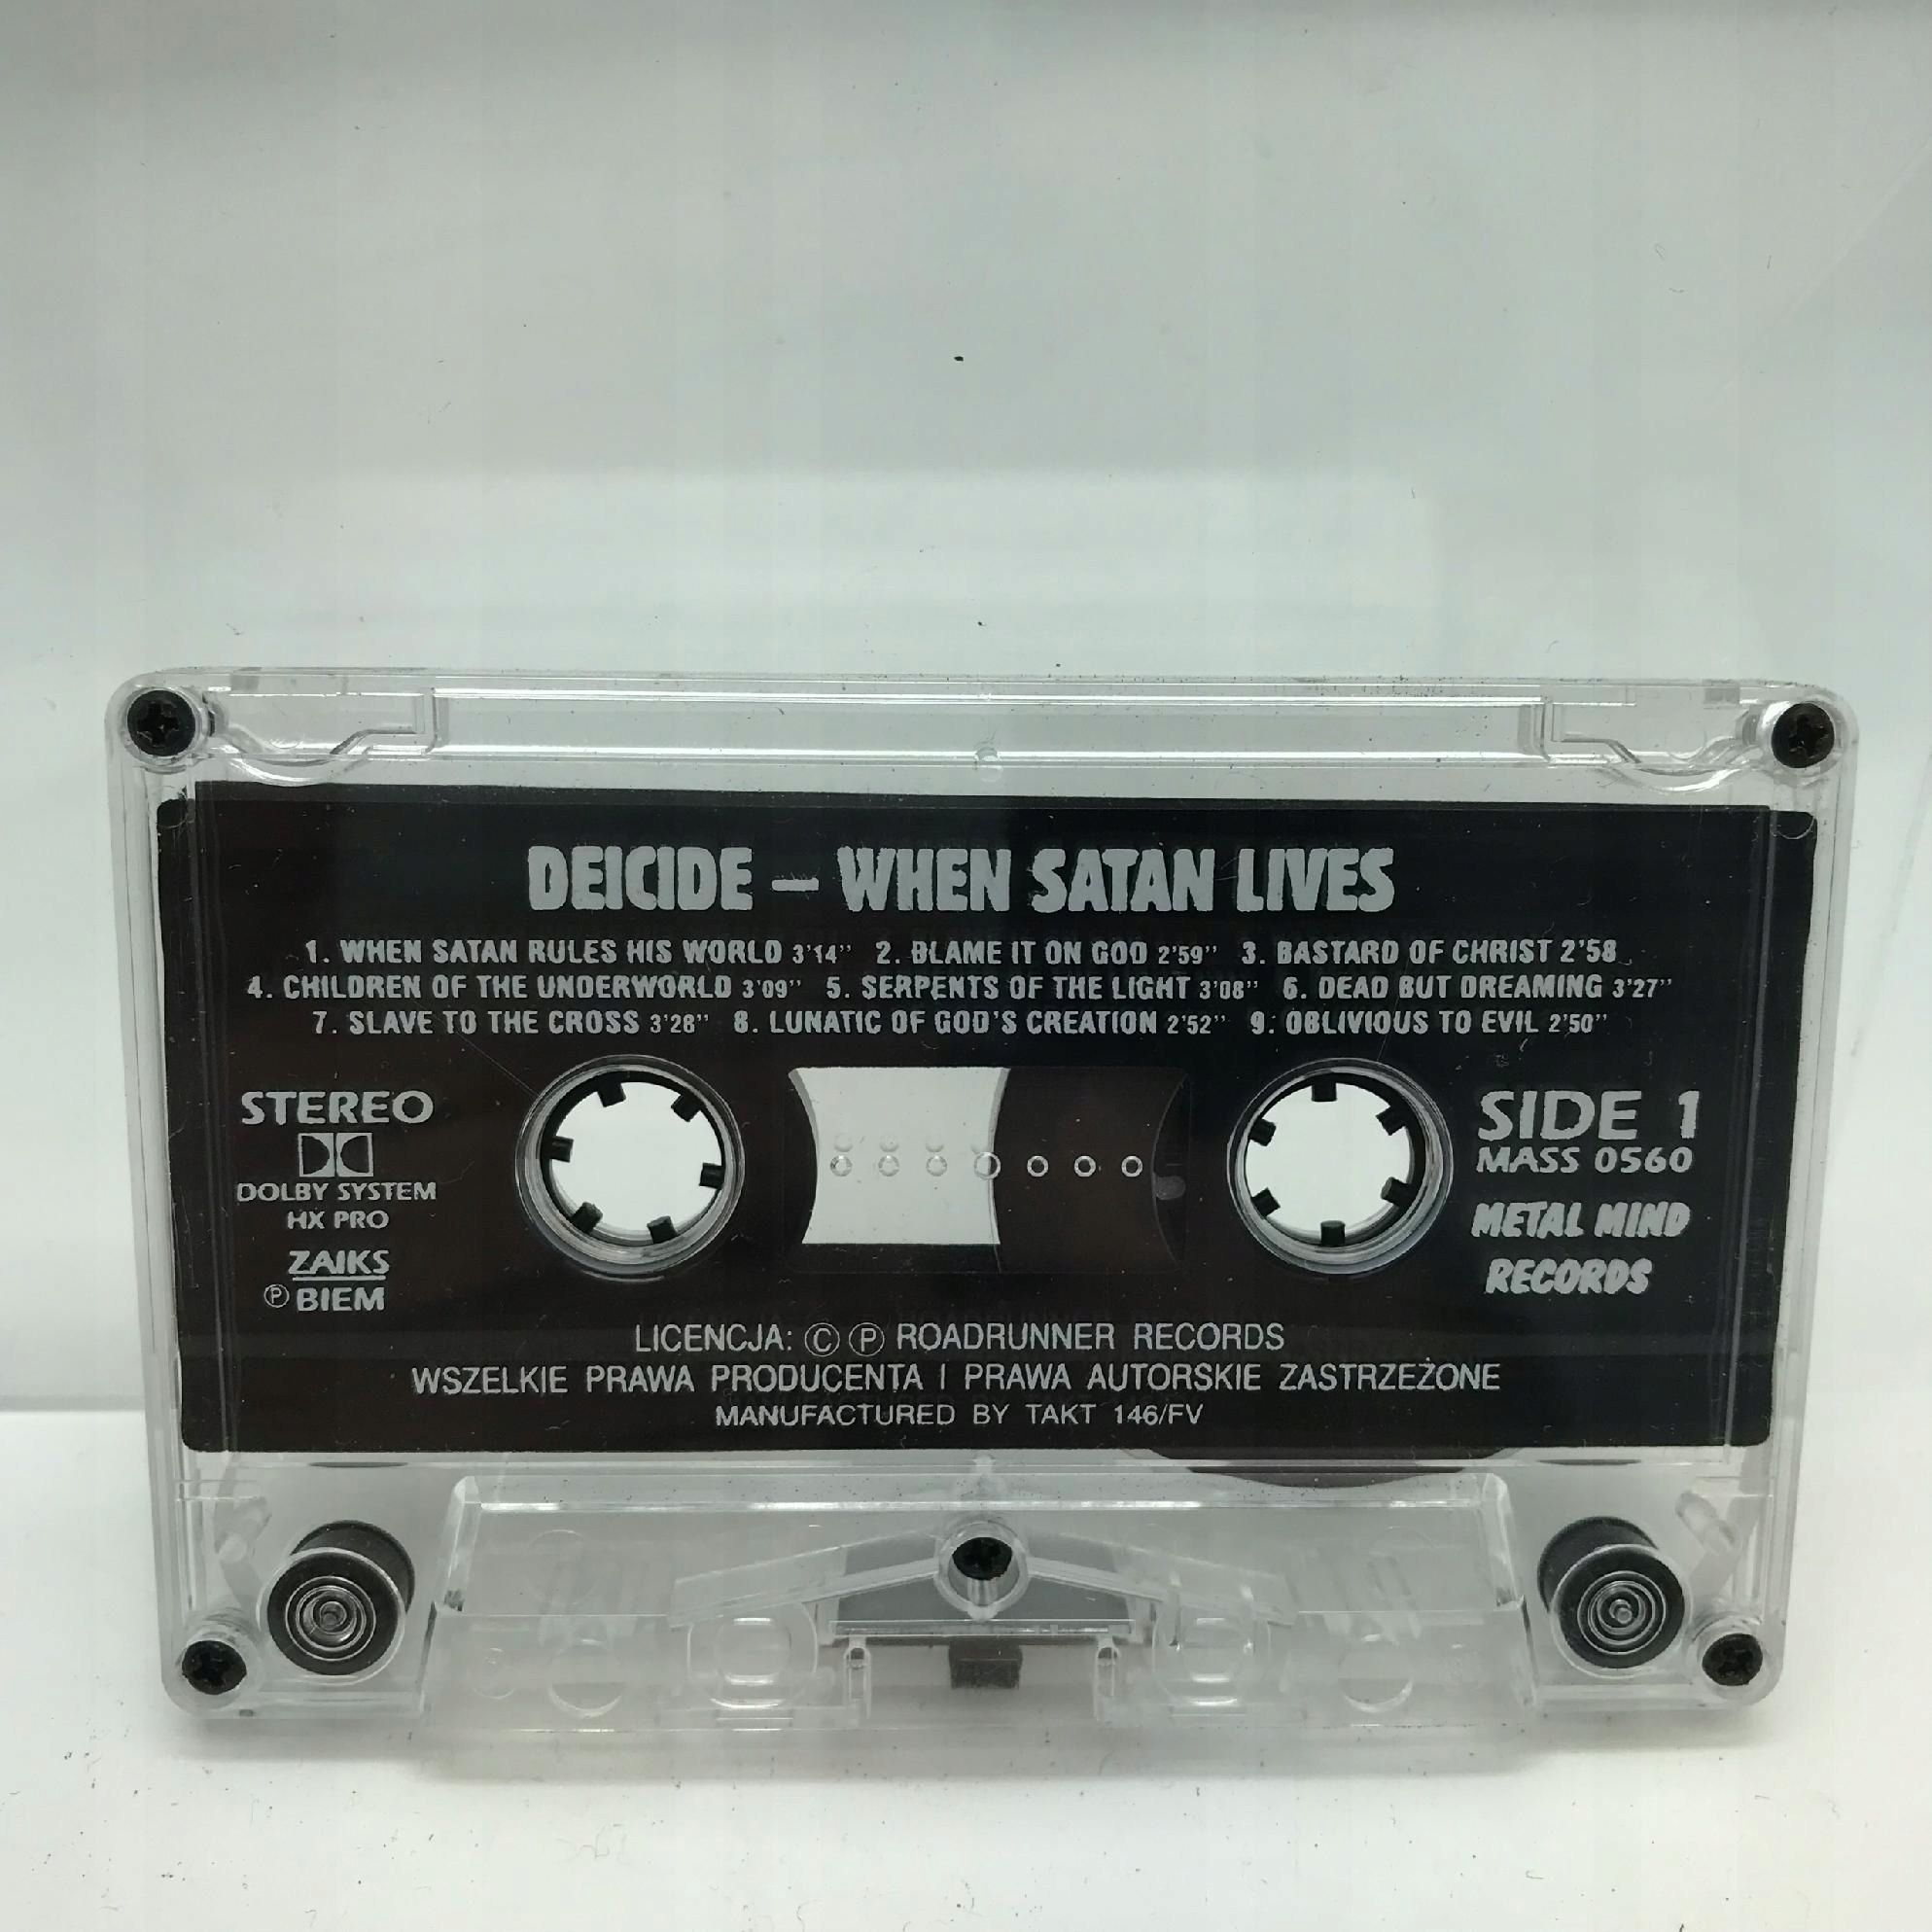 DEICIDE – WHEN SATAN LIVES
1. WHEN SATAN RULES HIS WORLD 3'14" 2. BLAME IT ON GOD 2'59" 3. BASTARD OF CHRIST 2'58
4. CHILDREN OF THE UNDERWORLD 3'09" 5. SERPENTS OF THE LIGHT 3'08" 6. DEAD BUT DREAMING 3'27"
7. SLAVE TO THE CROSS 3'28" 8. LUNATIC OF GOD'S CREATION 2'52" 9. OBLIVIOUS TO EVIL 2'50"
STEREO
DOLBY SYSTEM
HX PRO
ZAIKS
Ⓟ BIEM
SIDE 1
MASS 0560
METAL MIND
RECORDS
LICENCJA: © Ⓟ ROADRUNNER RECORDS
WSZELKIE PRAWA PRODUCENTA I PRAWA AUTORSKIE ZASTRZEŻONE
MANUFACTURED BY TAKT 146/FV